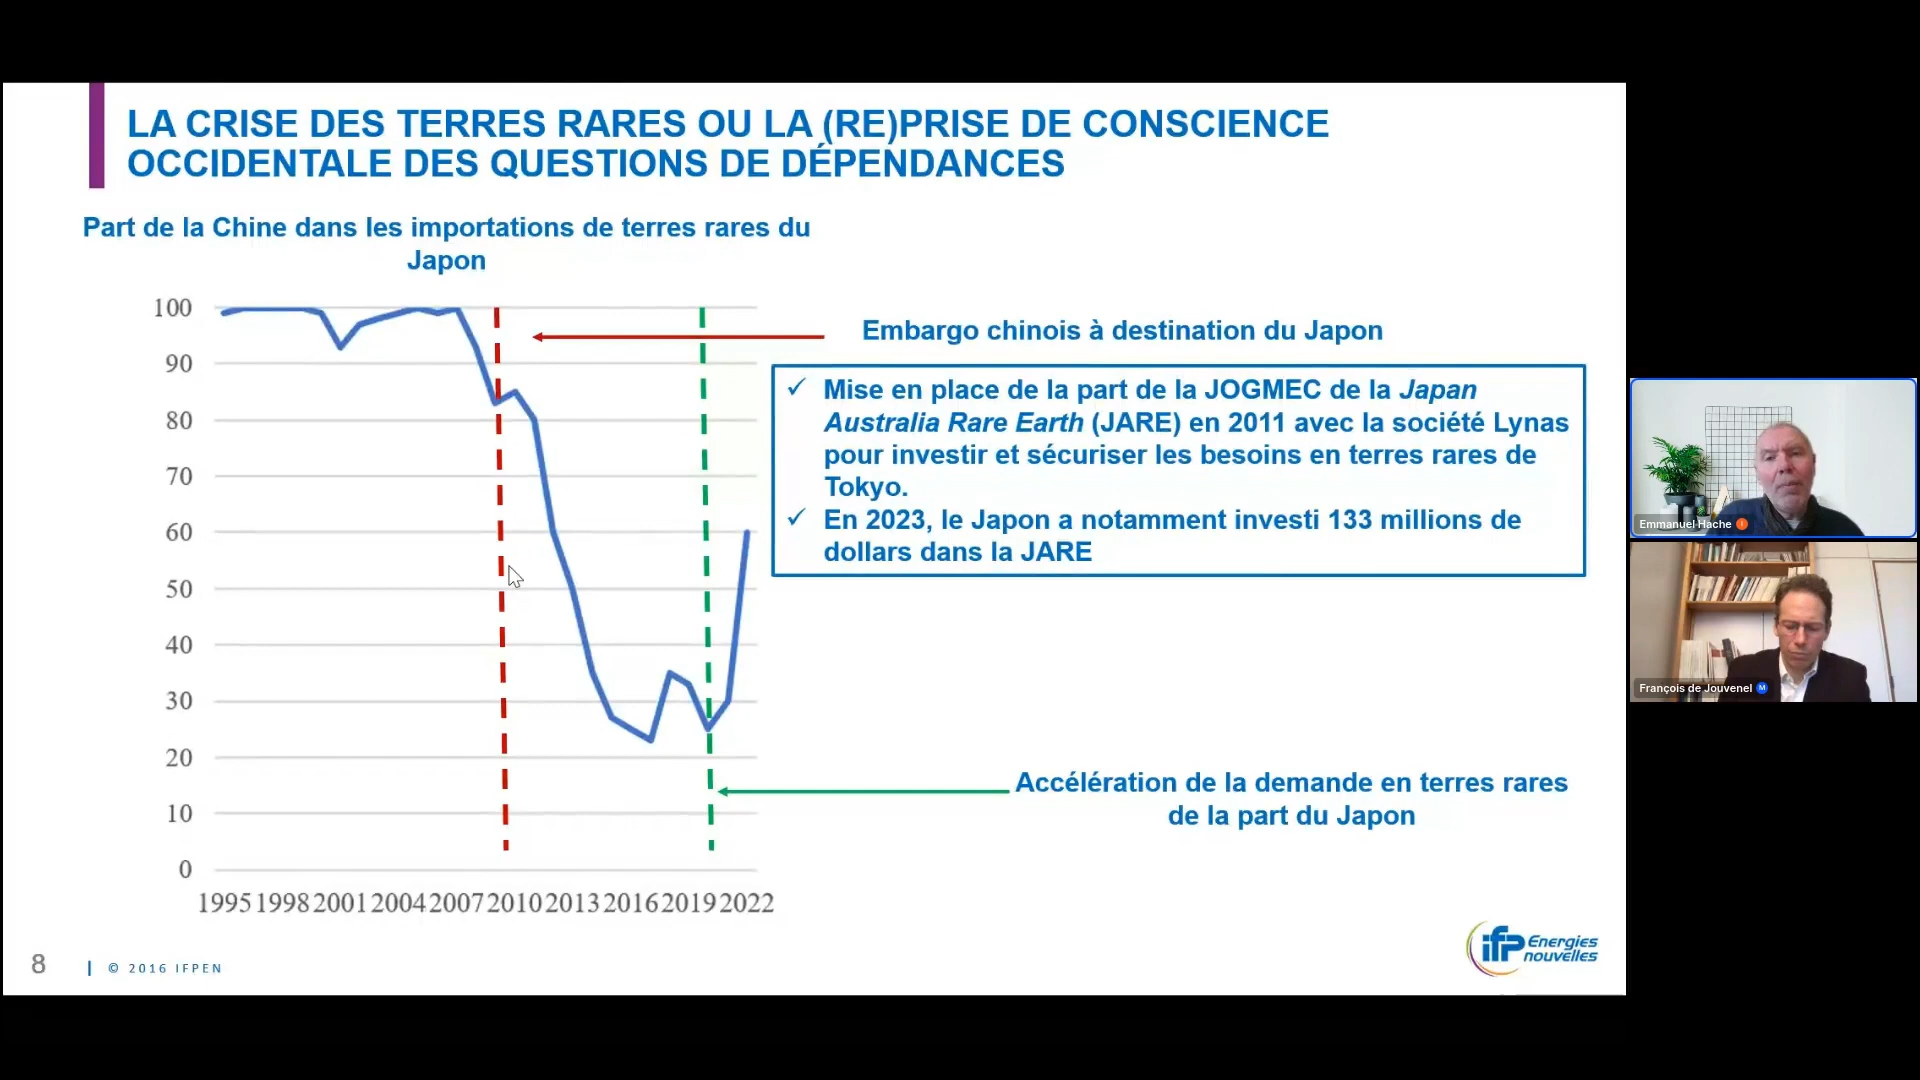 LA CRISE DES TERRES RARES OU LA (RE)PRISE DE CONSCIENCE
OCCIDENTALE DES QUESTIONS DE DÉPENDANCES
Part de la Chine dans les importations de terres rares du
Japon
100
90
80
70
60
50
40
30
20
10
0
1995 1998 2001 2004 2007 2010 2013 2016 2019 2022
Embargo chinois à destination du Japon
✓ Mise en place de la part de la JOGMEC de la Japan
Australia Rare Earth (JARE) en 2011 avec la société Lynas
pour investir et sécuriser les besoins en terres rares de
Tokyo.
✓ En 2023, le Japon a notamment investi 133 millions de
dollars dans la JARE
Accélération de la demande en terres rares
de la part du Japon
8 | © 2016 IFPEN
ifp Energies
nouvelles
Emmanuel Hache
François de Jouvenel M